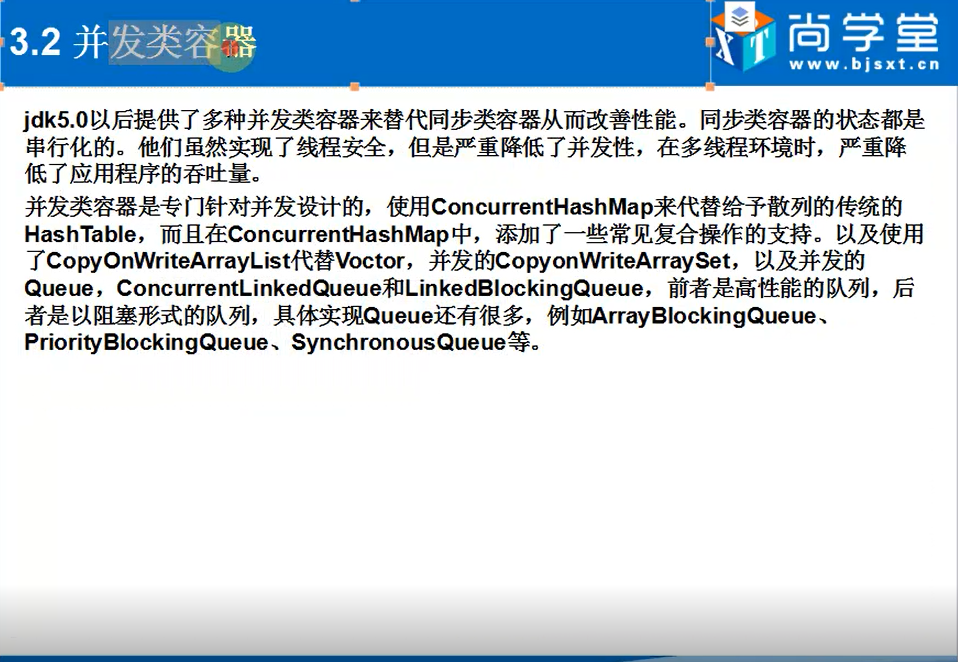 3.2 并发类容器
尚学堂
www.bjsxt.cn
jdk5.0以后提供了多种并发类容器来替代同步类容器从而改善性能。同步类容器的状态都是
串行化的。他们虽然实现了线程安全，但是严重降低了并发性，在多线程环境时，严重降
低了应用程序的吞吐量。
并发类容器是专门针对并发设计的，使用ConcurrentHashMap来代替给予散列的传统的
HashTable，而且在ConcurrentHashMap中，添加了一些常见复合操作的支持。以及使用
了CopyOnWriteArrayList代替Voctor，并发的CopyonWriteArraySet，以及并发的
Queue，ConcurrentLinkedQueue和LinkedBlockingQueue，前者是高性能的队列，后
者是以阻塞形式的队列，具体实现Queue还有很多，例如ArrayBlockingQueue、
PriorityBlockingQueue、SynchronousQueue等。